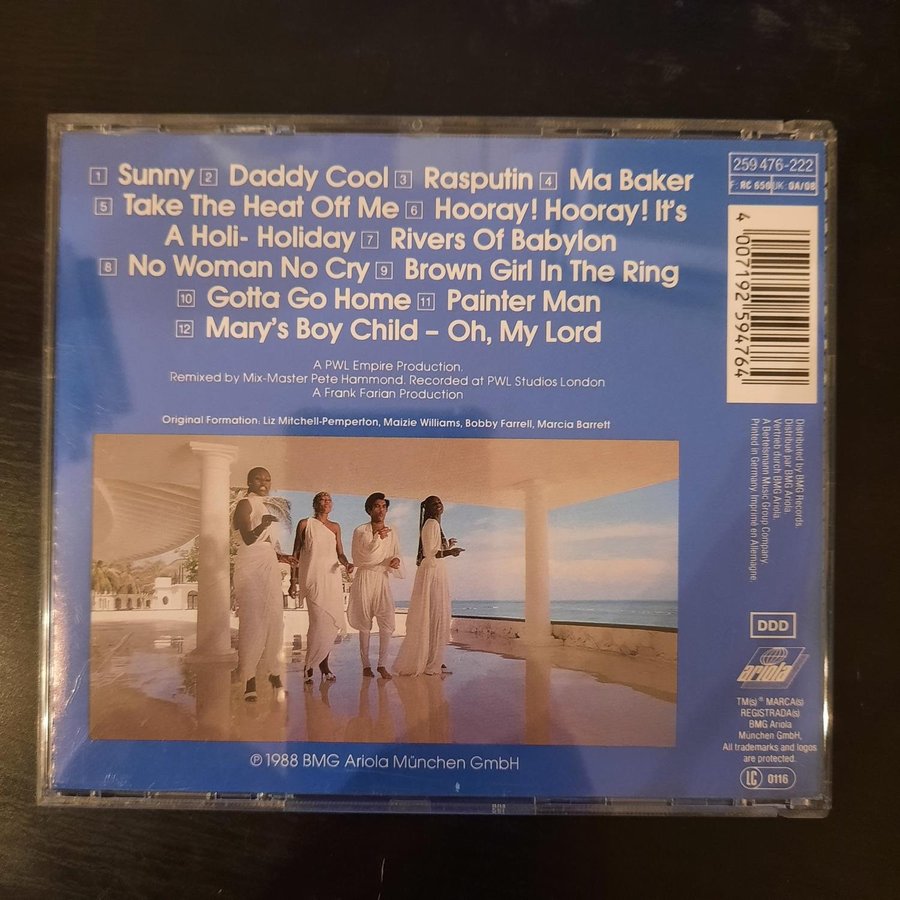 1 Sunny 2 Daddy Cool 3 Rasputin 4 Ma Baker
5 Take The Heat Off Me 6 Hooray! Hooray! It's
A Holi- Holiday 7 Rivers Of Babylon
8 No Woman No Cry 9 Brown Girl In The Ring
10 Gotta Go Home 11 Painter Man
12 Mary's Boy Child – Oh, My Lord
A PWL Empire Production.
Remixed by Mix-Master Pete Hammond. Recorded at PWL Studios London
A Frank Farian Production
Original Formation: Liz Mitchell-Pemperton, Maizie Williams, Bobby Farrell, Marcia Barrett
℗ 1988 BMG Ariola München GmbH
259 476-222
F: RC 650 UK: OA/08
4 007192 594764
Distributed by BMG Records
Distribué par BMG Ariola.
Vertrieb durch BMG Ariola.
A Bertelsmann Music Group Company.
Printed in Germany Imprimé en Allemagne.
DDD
ariola
TM(s) ® MARCA(s)
REGISTRADA(s)
BMG Ariola
München GmbH,
All trademarks and logos
are protected.
LC 0116